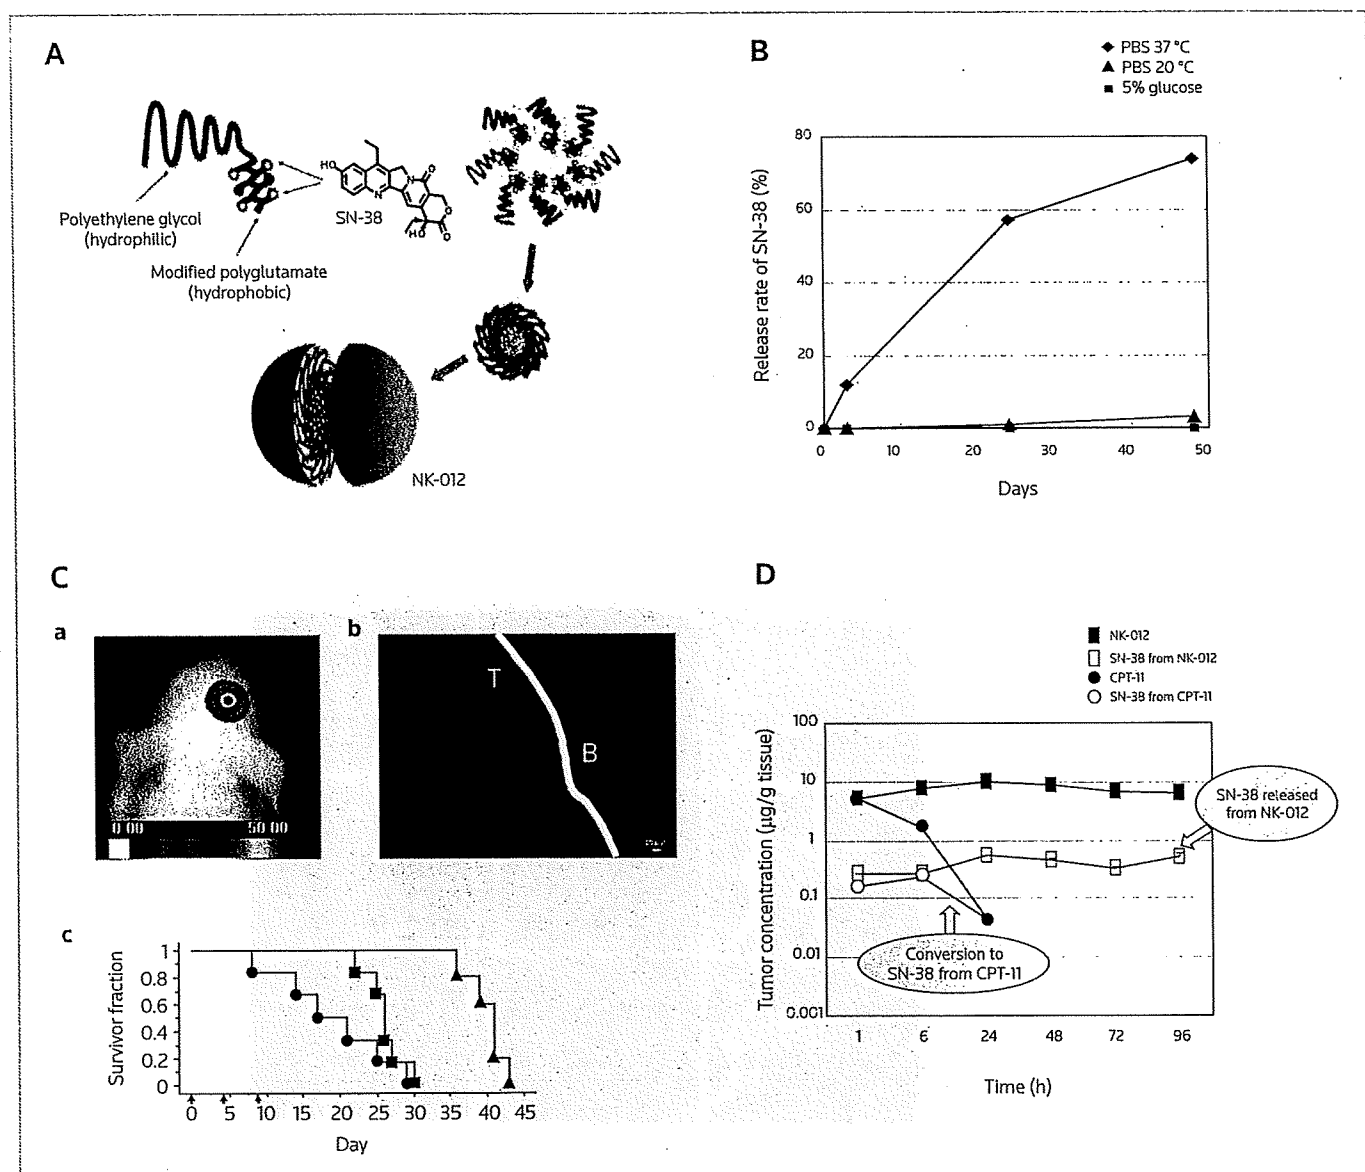 A
HO
N
N
O
O
O
HO
Polyethylene glycol
(hydrophilic)
SN-38
Modified polyglutamate
(hydrophobic)
NK-012
B
PBS 37 °C
PBS 20 °C
5% glucose
80
60
40
20
0
0 10 20 30 40 50
Release rate of SN-38 (%)
Days
C
a
0 00 50 00
b
T
B
c
1
0.8
0.6
0.4
0.2
0
0 5 10 15 20 25 30 35 40 45
Survivor fraction
Day
D
NK-012
SN-38 from NK-012
CPT-11
SN-38 from CPT-11
100
10
1
0.1
0.01
0.001
1 6 24 48 72 96
Tumor concentration (µg/g tissue)
Time (h)
SN-38 released
from NK-012
Conversion to
SN-38 from CPT-11